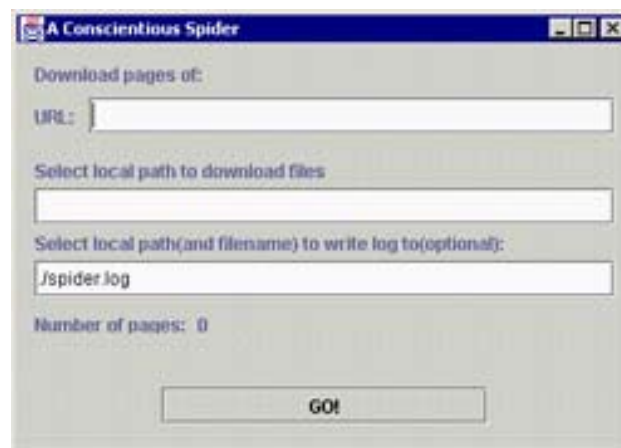 A Conscientious Spider
Download pages of:
URL:
Select local path to download files
Select local path(and filename) to write log to(optional):
./spider.log
Number of pages: 0
GO!